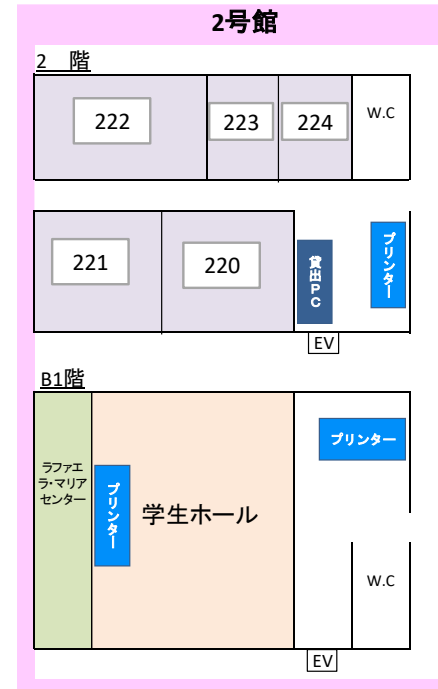 2号館
2　階
222
223
224
W.C
221
220
貸出PC
プリンター
EV
B1階
プリンター
ラファエ
ラ・マリア
センター
プリンター
学生ホール
W.C
EV